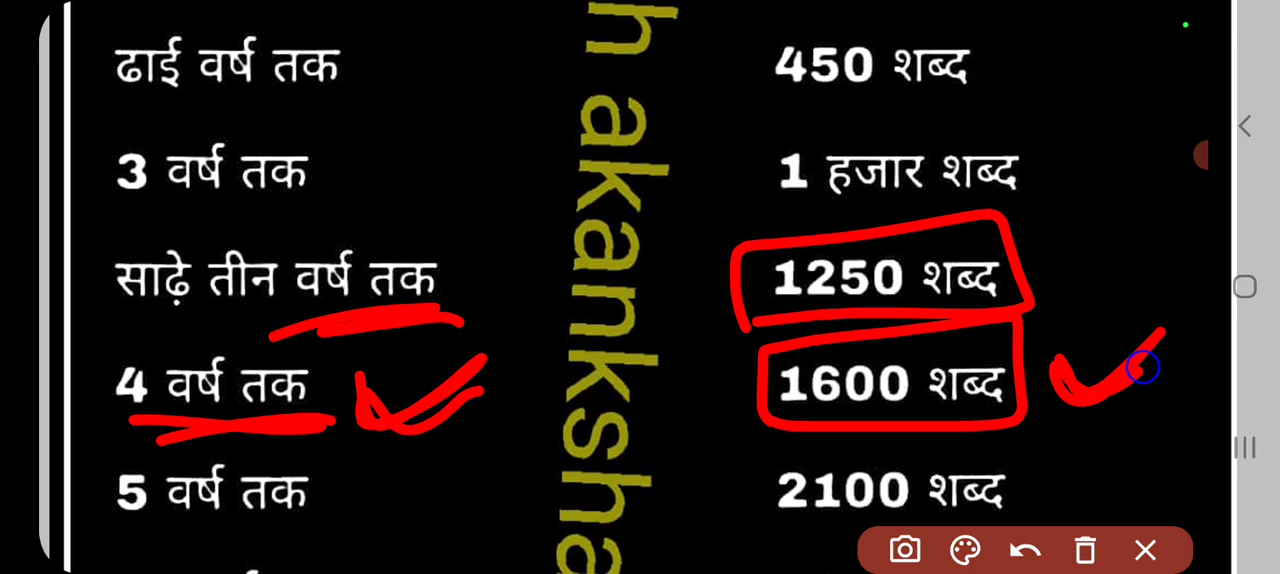 ढाई वर्ष तक 450 शब्द
3 वर्ष तक 1 हजार शब्द
साढ़े तीन वर्ष तक 1250 शब्द
4 वर्ष तक 1600 शब्द
5 वर्ष तक 2100 शब्द
h akanksha